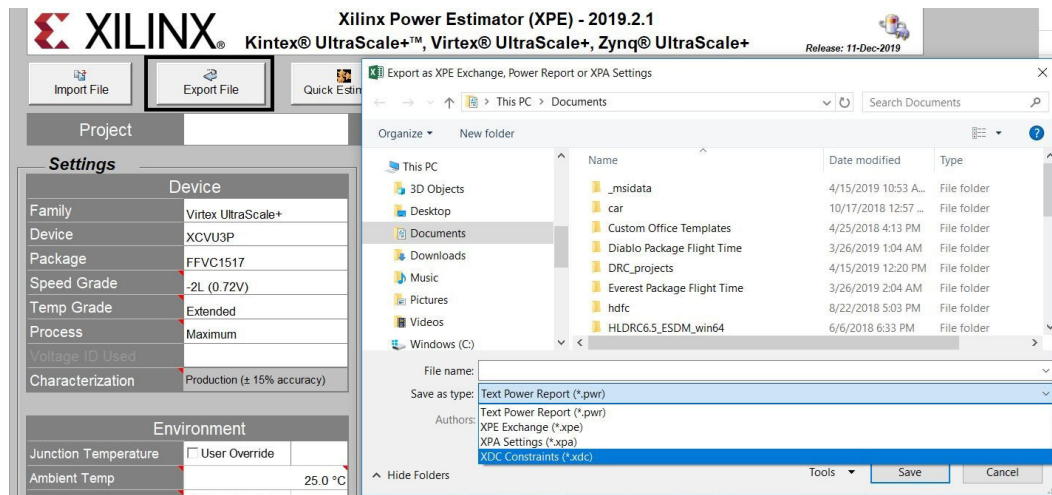 XILINX®
Xilinx Power Estimator (XPE) - 2019.2.1
Kintex® UltraScale+™, Virtex® UltraScale+, Zynq® UltraScale+
Release: 11-Dec-2019
Import File
Export File
Quick Estim
Project
Settings
Device
Family Virtex UltraScale+
Device XCVU3P
Package FFVC1517
Speed Grade -2L (0.72V)
Temp Grade Extended
Process Maximum
Voltage ID Used
Characterization Production (± 15% accuracy)
Environment
Junction Temperature User Override
Ambient Temp 25.0 °C
Export as XPE Exchange, Power Report or XPA Settings
This PC > Documents
Search Documents
Organize New folder
This PC
3D Objects
Desktop
Documents
Downloads
Music
Pictures
Videos
Windows (C:)
Name Date modified Type
_msidata 4/15/2019 10:53 A... File folder
car 10/17/2018 12:57 ... File folder
Custom Office Templates 4/25/2018 4:13 PM File folder
Diablo Package Flight Time 3/26/2019 1:04 AM File folder
DRC_projects 4/15/2019 12:20 PM File folder
Everest Package Flight Time 3/26/2019 2:04 AM File folder
hdfc 8/22/2018 5:03 PM File folder
HLDRC6.5_ESDM_win64 6/6/2018 6:33 PM File folder
File name:
Save as type: Text Power Report (*.pwr)
Authors:
Text Power Report (*.pwr)
XPE Exchange (*.xpe)
XPA Settings (*.xpa)
XDC Constraints (*.xdc)
Hide Folders
Tools Save Cancel